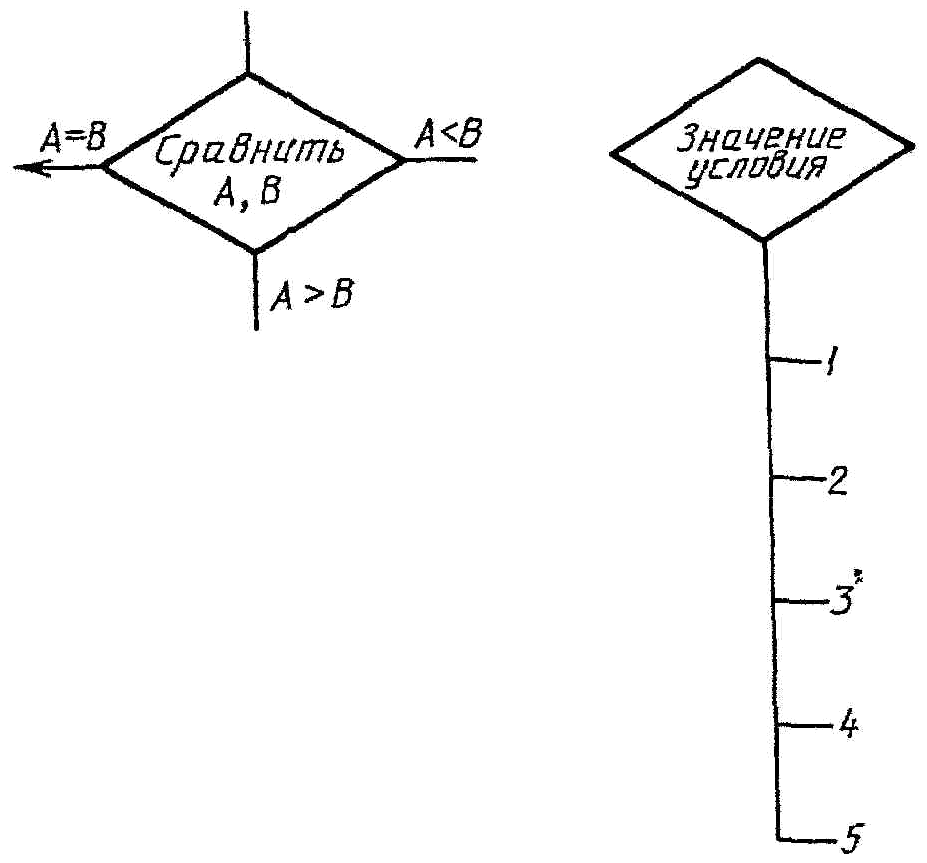 A=B
Сравнить
A, B
A<B
A > B
Значение
условия
1
2
3*
4
5